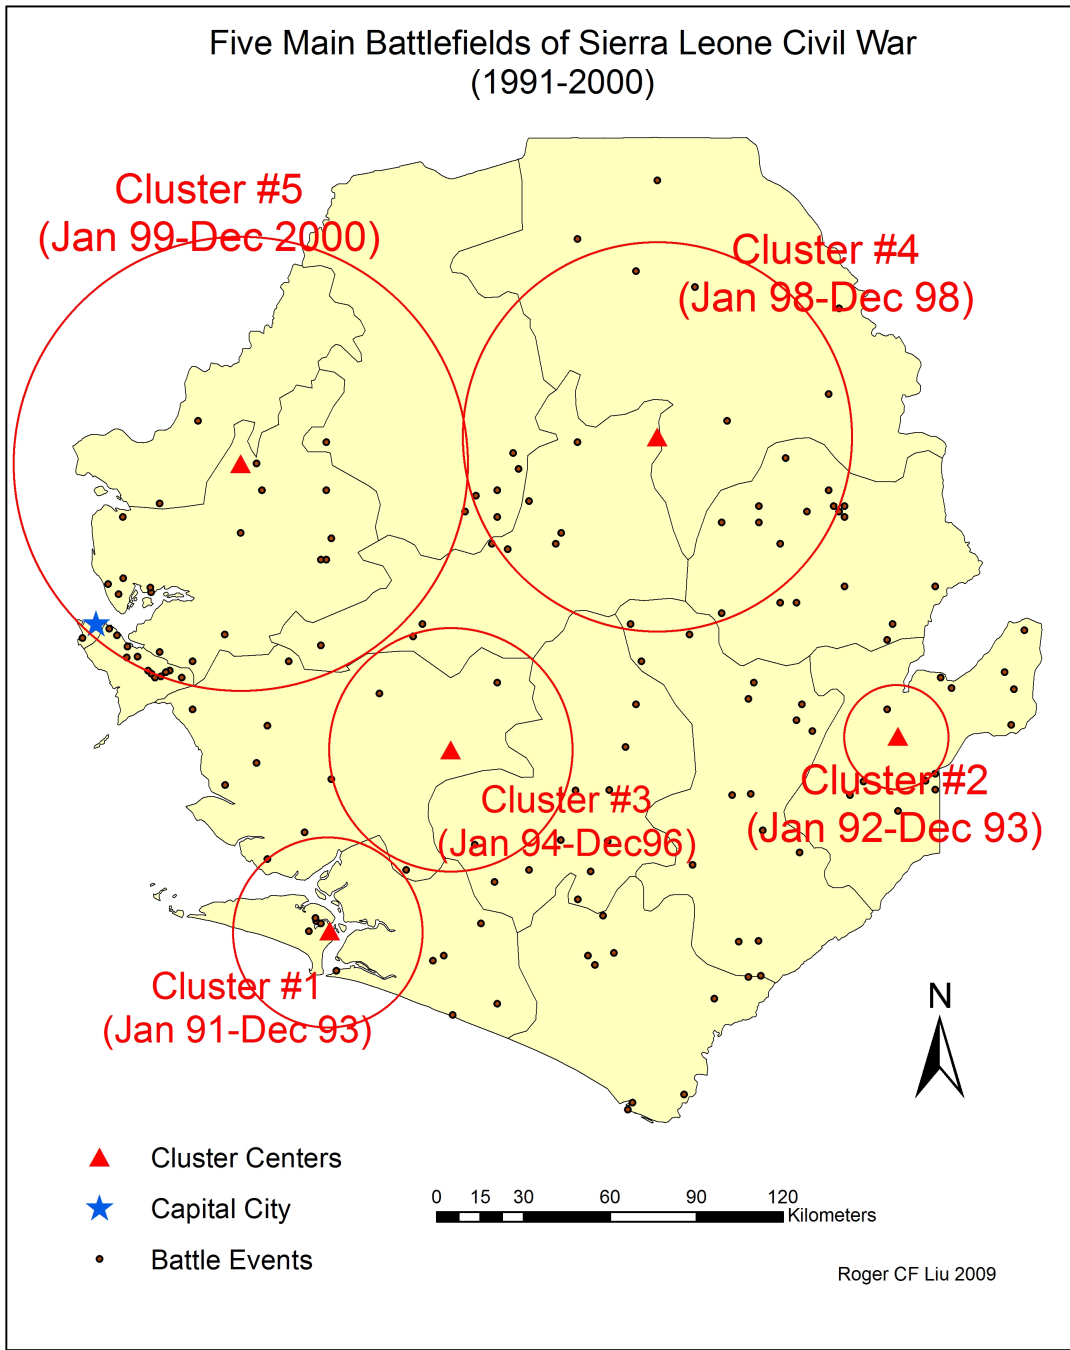 Five Main Battlefields of Sierra Leone Civil War
(1991-2000)
Cluster #5
(Jan 99-Dec 2000)
Cluster #4
(Jan 98-Dec 98)
Cluster #2
(Jan 92-Dec 93)
Cluster #3
(Jan 94-Dec96)
Cluster #1
(Jan 91-Dec 93)
N
Cluster Centers
Capital City
Battle Events
0 15 30 60 90 120
Kilometers
Roger CF Liu 2009